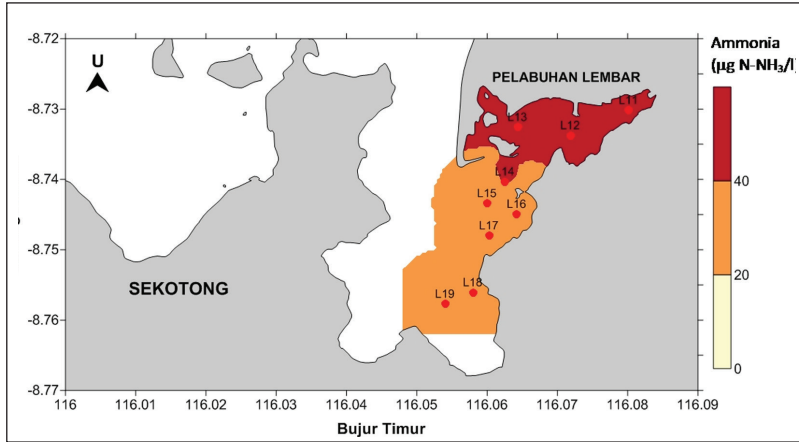 -8.72
-8.73
-8.74
-8.75
-8.76
-8.77
U
PELABUHAN LEMBAR
L11
L13
L12
L14
L15
L16
L17
SEKOTONG
L18
L19
Ammonia
(µg N-NH₃/l)
40
20
0
116 116.01 116.02 116.03 116.04 116.05 116.06 116.07 116.08 116.09
Bujur Timur